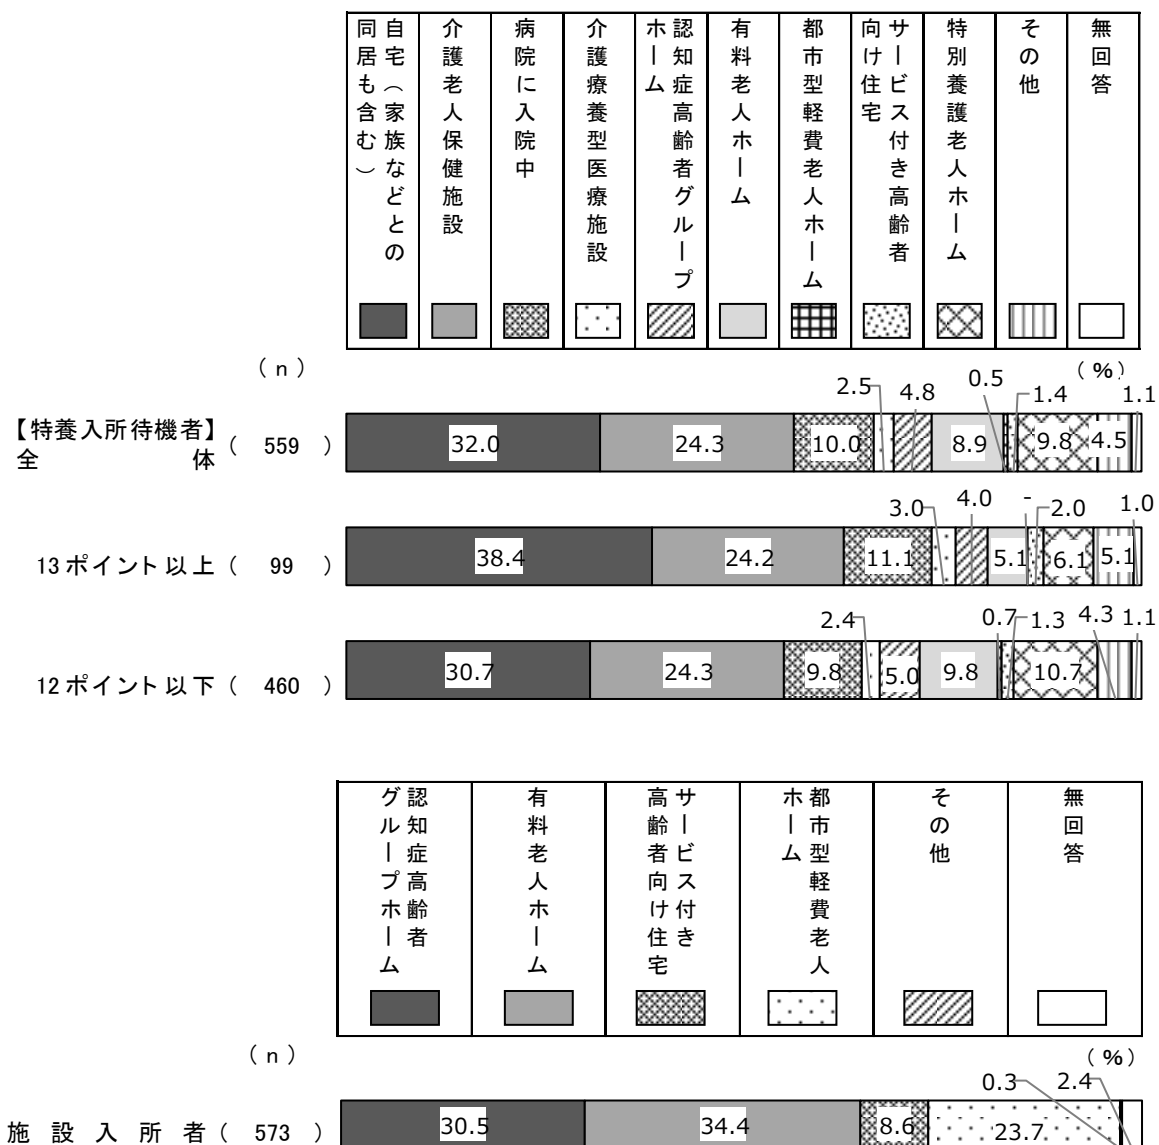 自宅（家族などとの
同居も含む）
介護老人保健施設
病院に入院中
介護療養型医療施設
認知症高齢者グループ
ホーム
有料老人ホーム
都市型軽費老人ホーム
サービス付き高齢者
向け住宅
特別養護老人ホーム
その他
無回答
（ｎ）
（%）
【特養入所待機者】
全体（ 559 ）
32.0 24.3 10.0 2.5 4.8 8.9 0.5 1.4 9.8 4.5 1.1
13ポイント以上（ 99 ）
38.4 24.2 11.1 3.0 4.0 5.1 - 2.0 6.1 5.1 1.0
12ポイント以下（ 460 ）
30.7 24.3 9.8 2.4 5.0 9.8 0.7 1.3 10.7 4.3 1.1
認知症高齢者
グループホーム
有料老人ホーム
サービス付き
高齢者向け住宅
都市型軽費老人
ホーム
その他
無回答
（ｎ）
（%）
施設入所者（ 573 ）
30.5 34.4 8.6 23.7 0.3 2.4